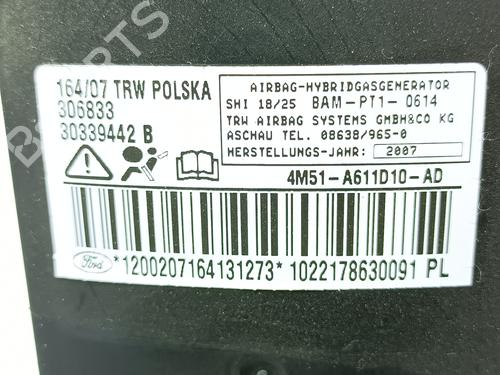 164/07 TRW POLSKA
306833
30339442 B
AIRBAG-HYBRIDGASGENERATOR
SHI 18/25 BAM-PT1-0614
TRW AIRBAG SYSTEMS GMBH&CO KG
ASCHAU TEL. 08638/965-0
HERSTELLUNGS-JAHR: 2007
4M51-A611D10-AD
Ford *1200207164131273*1022178630091 PL